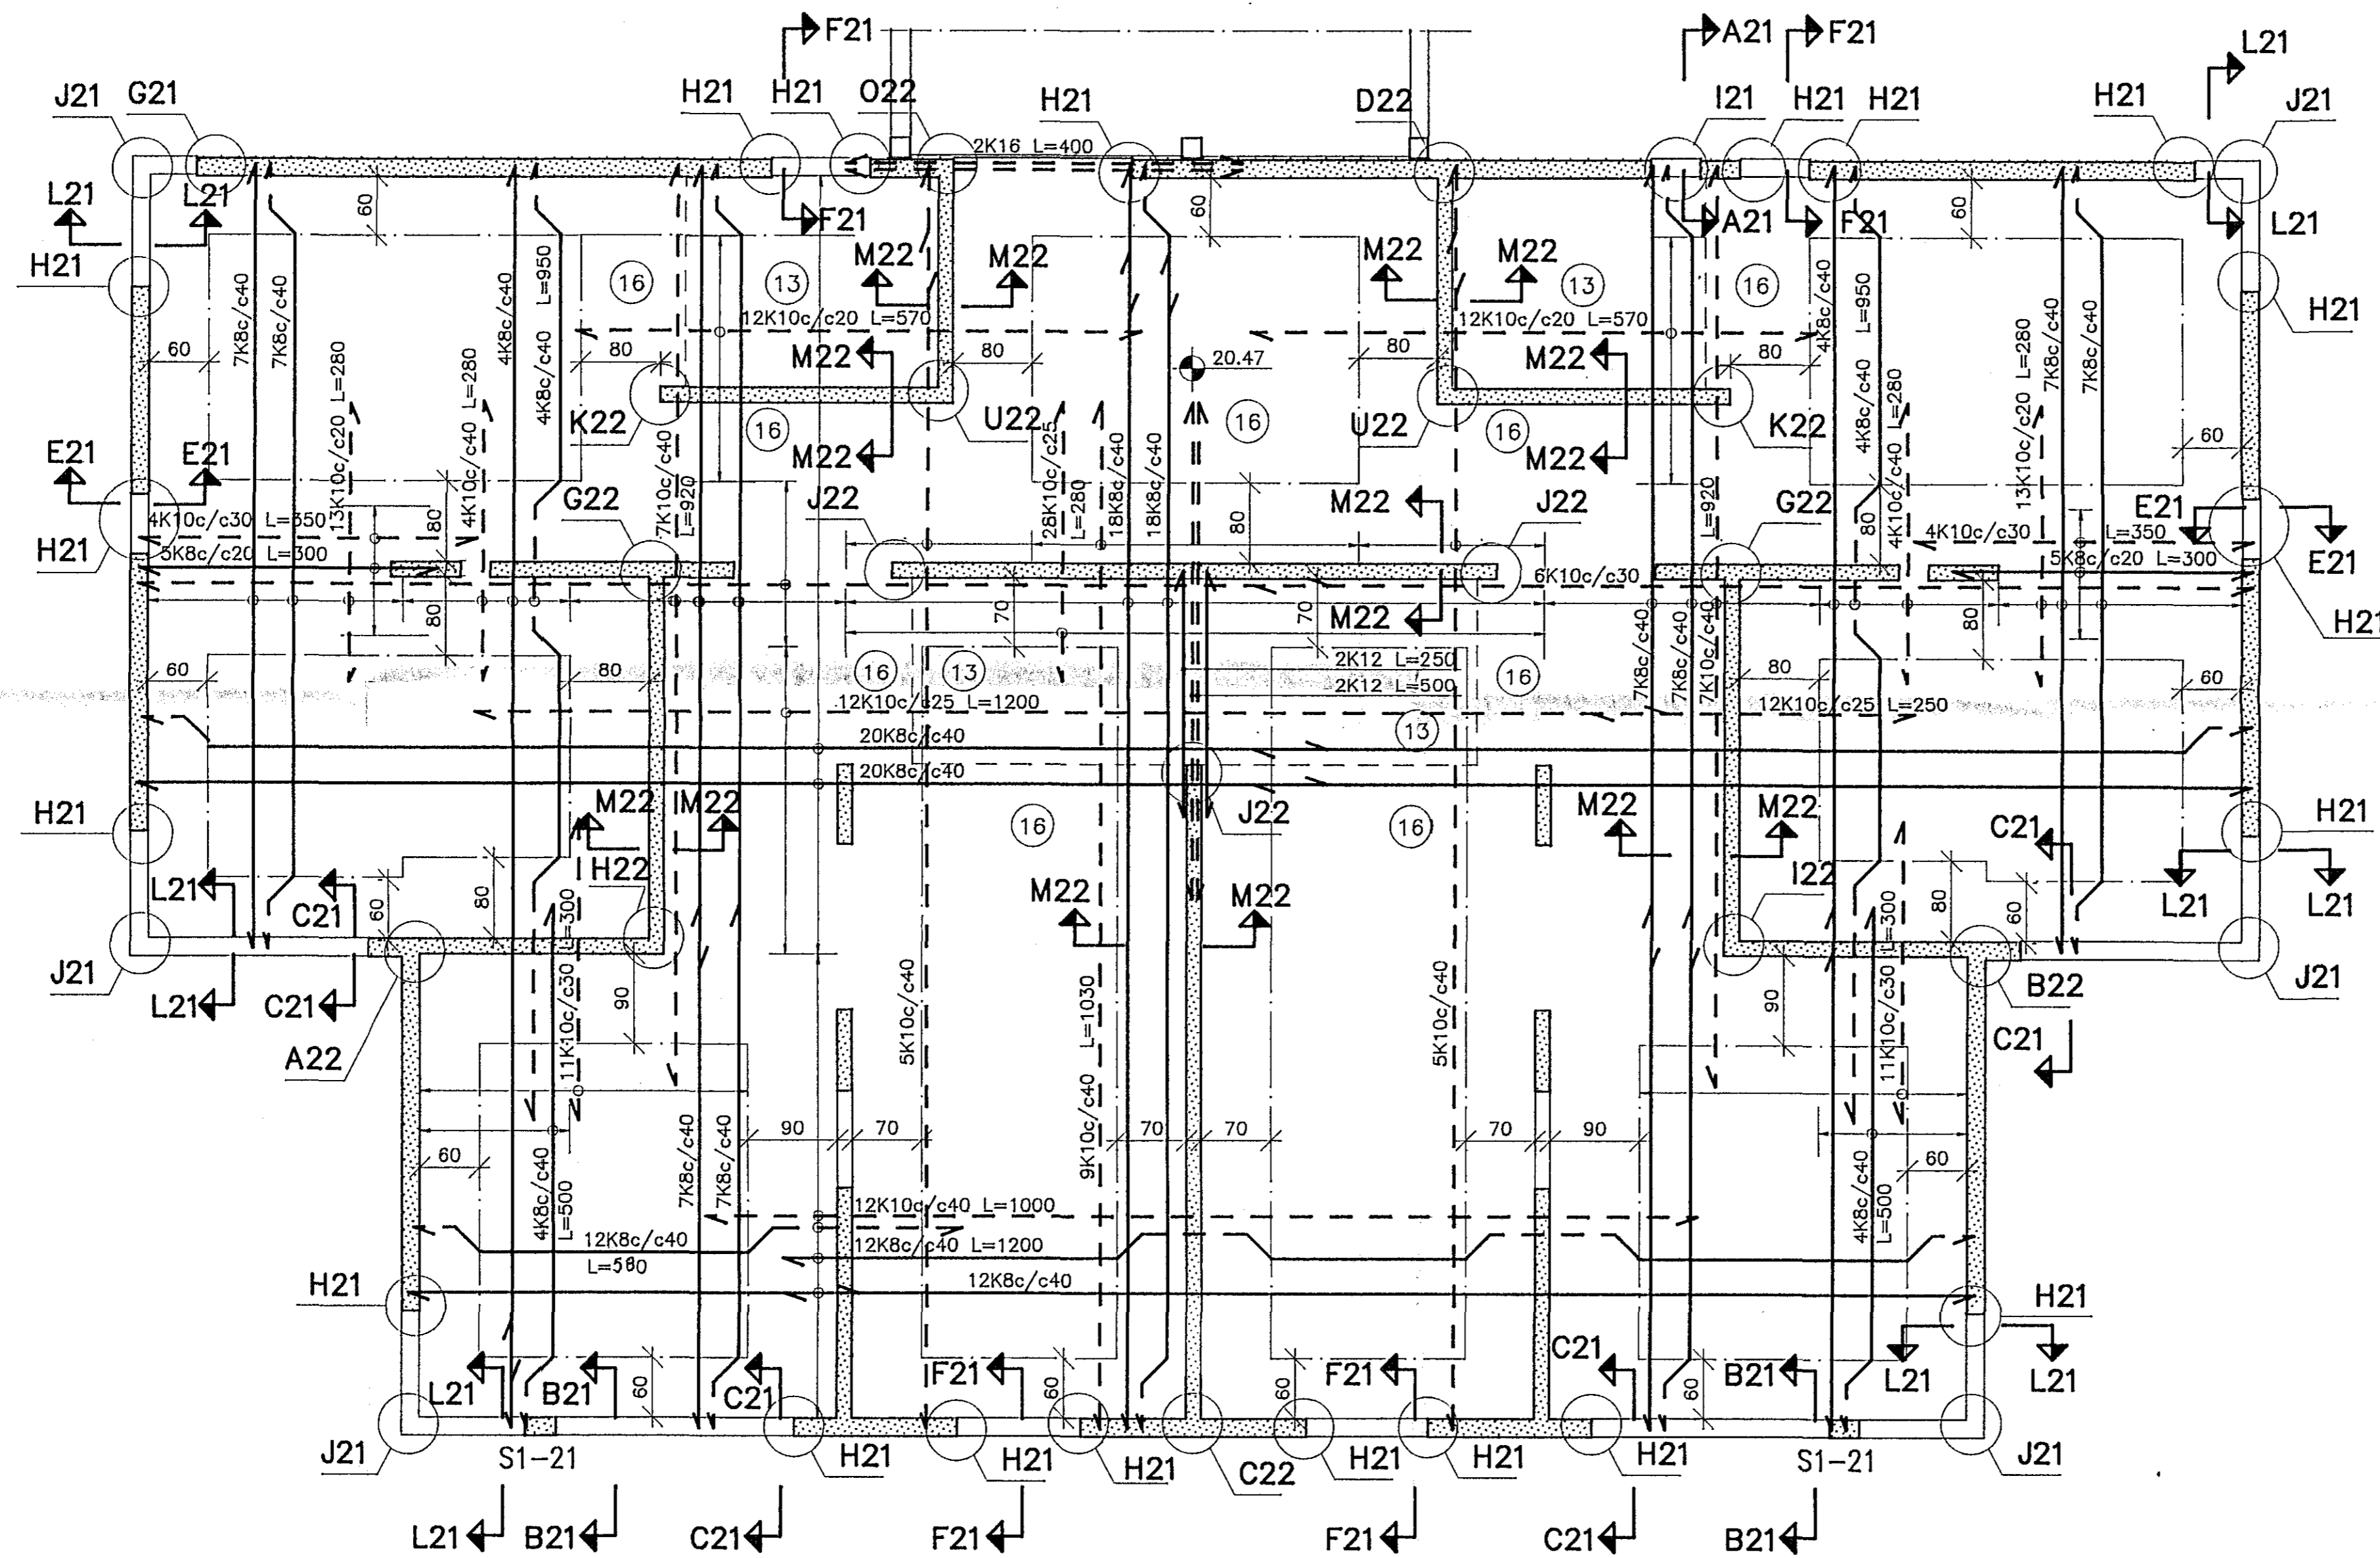 F21
A21
F21
L21
J21
G21
H21
H21
O22
H21
D22
I21
H21
H21
H21
J21
2K16 L=400
L21
L21
F21
A21
F21
L21
60
60
60
H21
M22
M22
M22
M22
H21
16
13
13
16
7K8c/c40
7K8c/c40
4K8c/c40
4K8c/c40 L=950
12K10c/c20 L=570
12K10c/c20 L=570
4K8c/c40
4K8c/c40 L=950
13K10c/c20 L=280
7K8c/c40
7K8c/c40
60
80
M22
80
20.47
80
M22
80
13K10c/c20 L=280
4K10c/c40 L=280
K22
16
U22
16
U22
16
K22
4K10c/c40 L=280
60
E21
E21
M22
M22
7K10c/c40
L=920
28K10c/c25
L=280
18K8c/c40
18K8c/c40
L=920
4K10c/c30 L=350
80
G22
J22
80
M22
J22
G22
80
4K10c/c30
L=350
E21
E21
H21
5K8c/c20 L=300
6K10c/c30
5K8c/c20 L=300
80
70
70
M22
80
H21
7K8c/c40
7K8c/c40
7K10c/c40
60
80
16
13
2K12 L=250
16
80
60
2K12 L=500
12K10c/c25 L=1200
12K10c/c25 L=250
20K8c/c40
13
20K8c/c40
H21
M22
M22
16
J22
16
M22
M22
C21
H21
L21
C21
60
80
H22
M22
M22
I22
80
60
L21
L21
11K10c/c30 L=300
11K10c/c30 L=300
J21
L21
C21
90
90
B22
J21
A22
5K10c/c40
9K10c/c40 L=1030
5K10c/c40
C21
90
70
70
70
70
90
60
60
4K8c/c40
L=500
7K8c/c40
7K8c/c40
4K8c/c40
L=500
12K10c/c40 L=1000
12K8c/c40
L=580
12K8c/c40 L=1200
12K8c/c40
H21
H21
L21
B21
60
C21
F21
60
60
F21
C21
60
B21
L21
L21
J21
S1-21
H21
H21
H21
C22
H21
H21
H21
S1-21
J21
L21
B21
C21
F21
F21
C21
B21